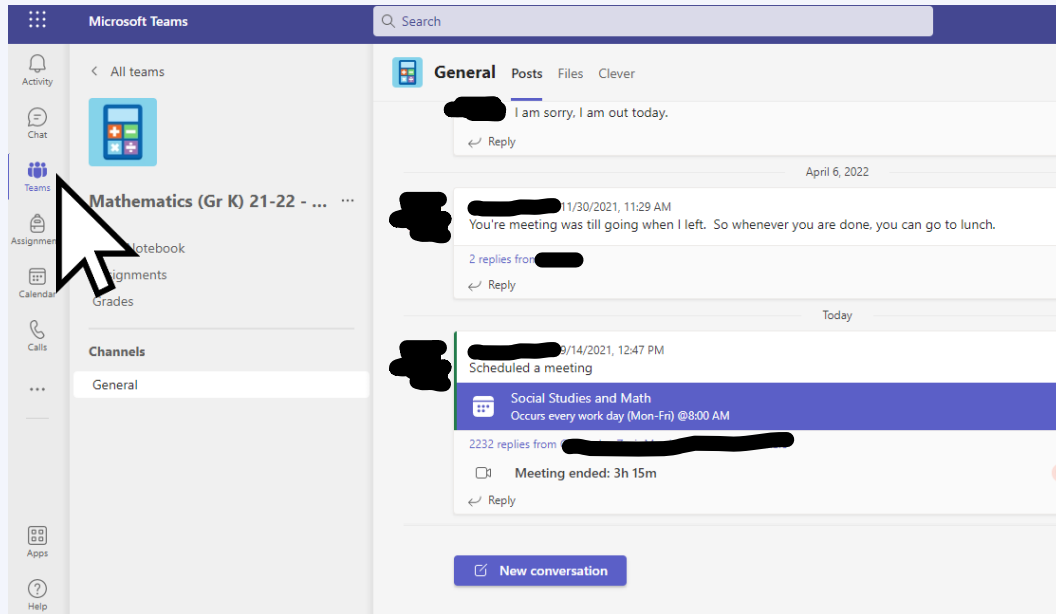 Microsoft Teams
Search
Activity
Chat
Teams
Assignmen
Calendar
Calls
Apps
Help
All teams
Mathematics (Gr K) 21-22 - ...
Notebook
ignments
Grades
Channels
General
General Posts Files Clever
I am sorry, I am out today.
Reply
April 6, 2022
11/30/2021, 11:29 AM
You're meeting was till going when I left. So whenever you are done, you can go to lunch.
2 replies from
Reply
Today
9/14/2021, 12:47 PM
Scheduled a meeting
Social Studies and Math
Occurs every work day (Mon-Fri) @8:00 AM
2232 replies from
Meeting ended: 3h 15m
Reply
New conversation